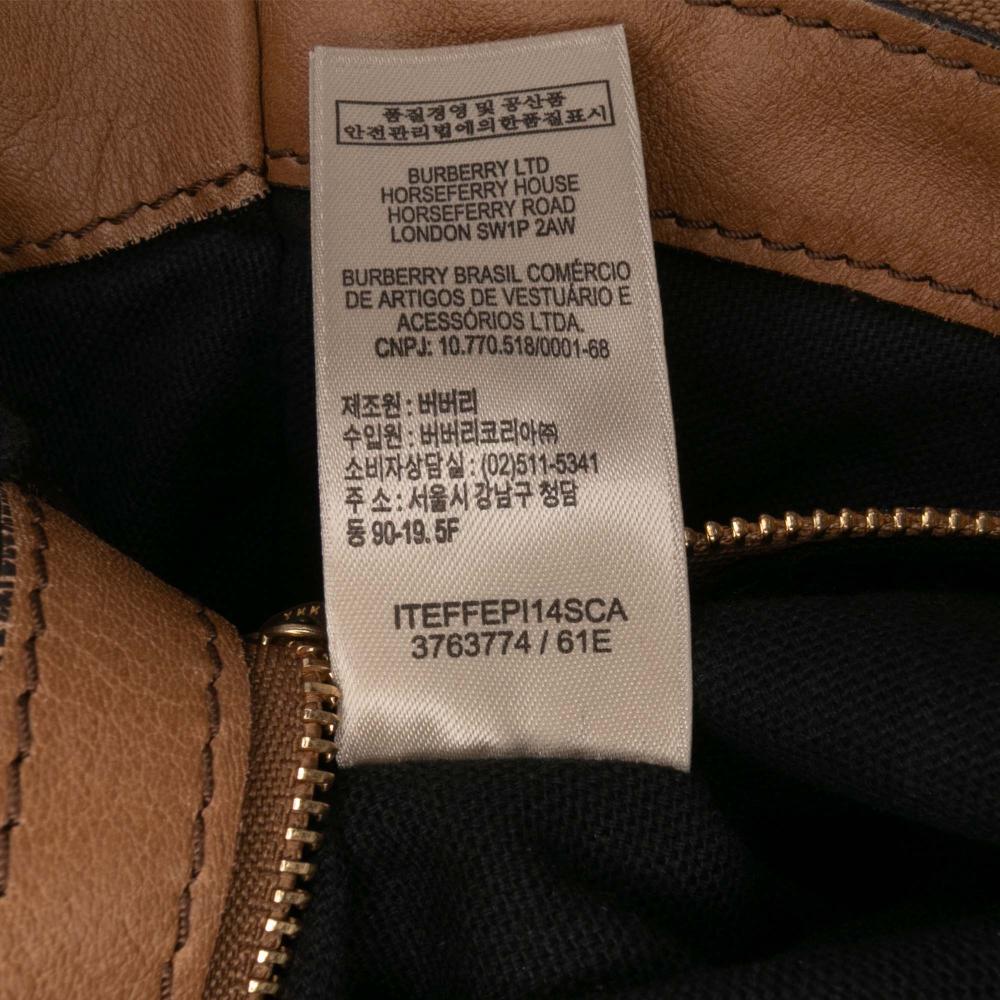 품질경영 및 공산품
안전관리법에의한품질표시
BURBERRY LTD
HORSEFERRY HOUSE
HORSEFERRY ROAD
LONDON SW1P 2AW
BURBERRY BRASIL COMÉRCIO
DE ARTIGOS DE VESTUÁRIO E
ACESSÓRIOS LTDA.
CNPJ: 10.770.518/0001-68
제조원 : 버버리
수입원 : 버버리코리아㈜
소비자상담실 : (02)511-5341
주 소 : 서울시 강남구 청담
동 90-19. 5F
ITEFFEPI14SCA
3763774 / 61E
YKK